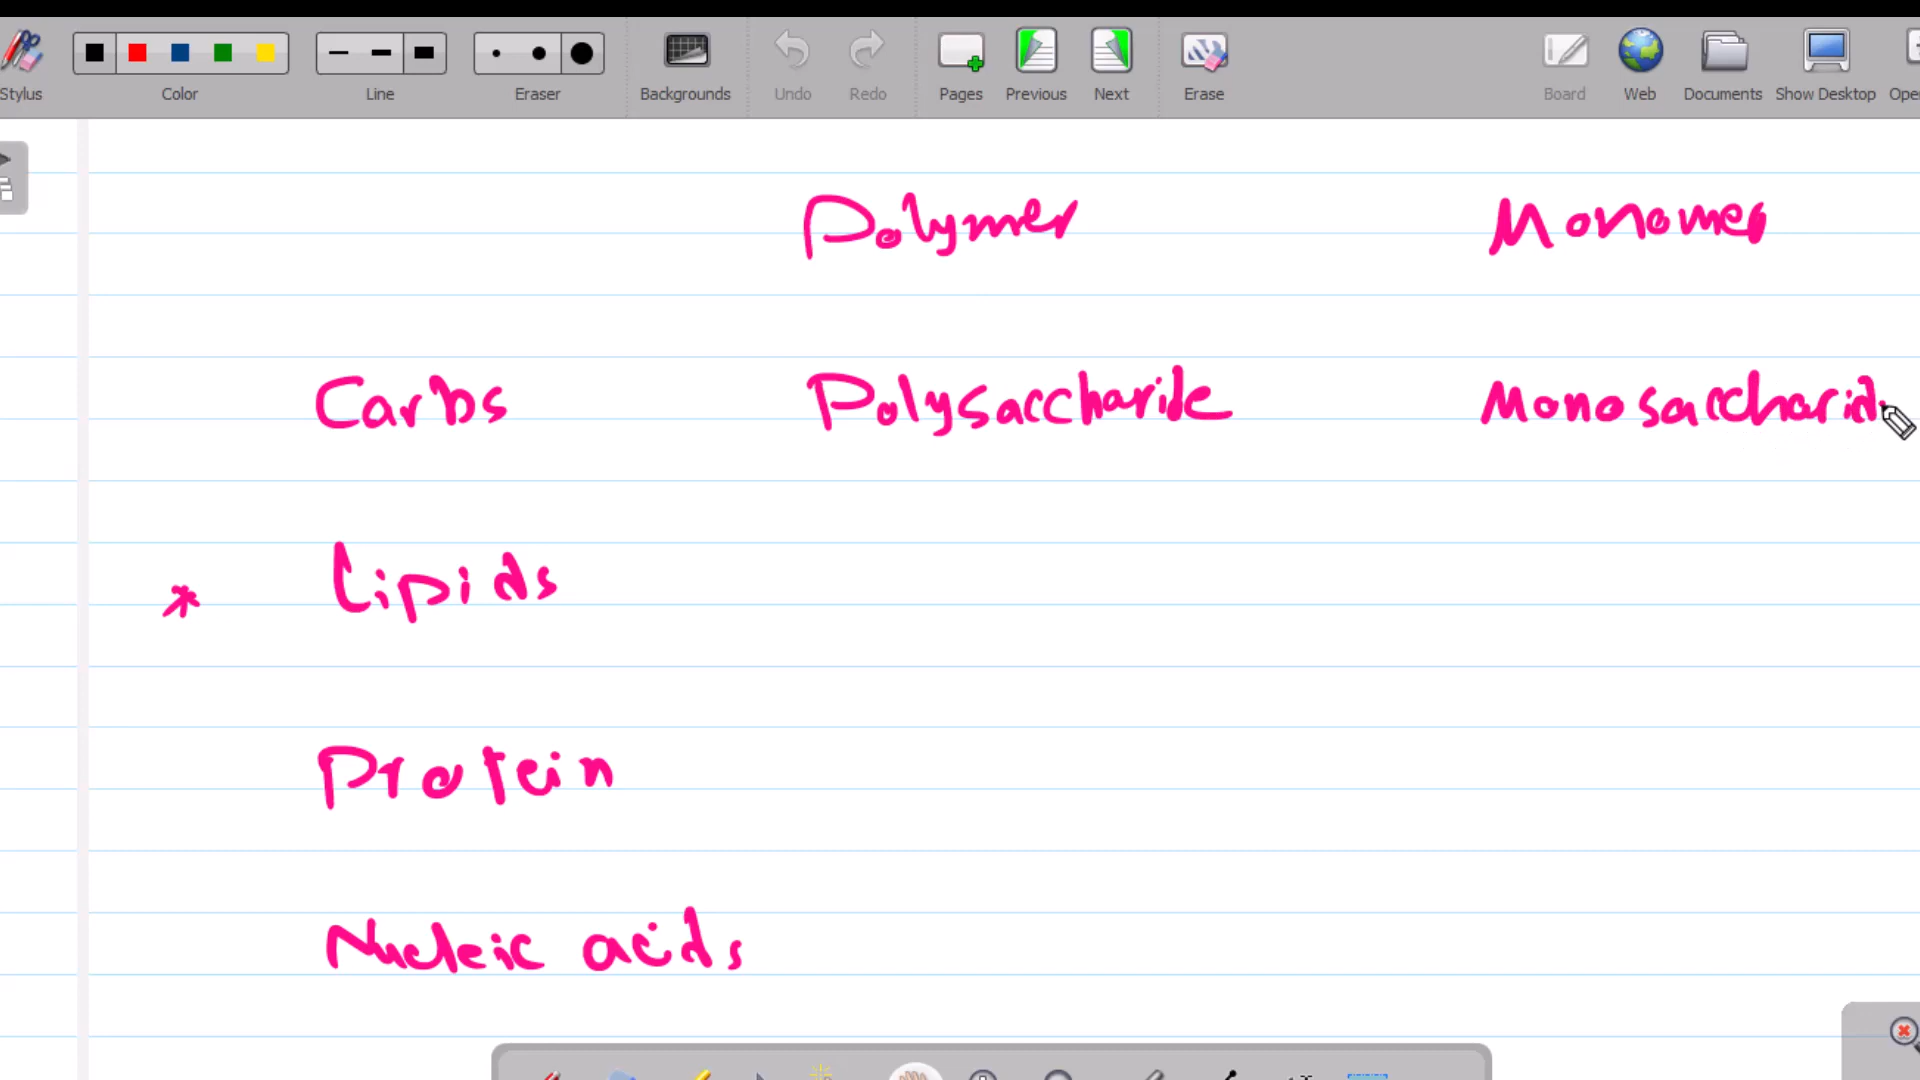 Stylus Color Line Eraser Backgrounds Undo Redo Pages Previous Next Erase Board Web Documents Show Desktop
Polymer Monomer
Carbs Polysaccharide Monosaccharid
* Lipids
Protein
Nucleic acids